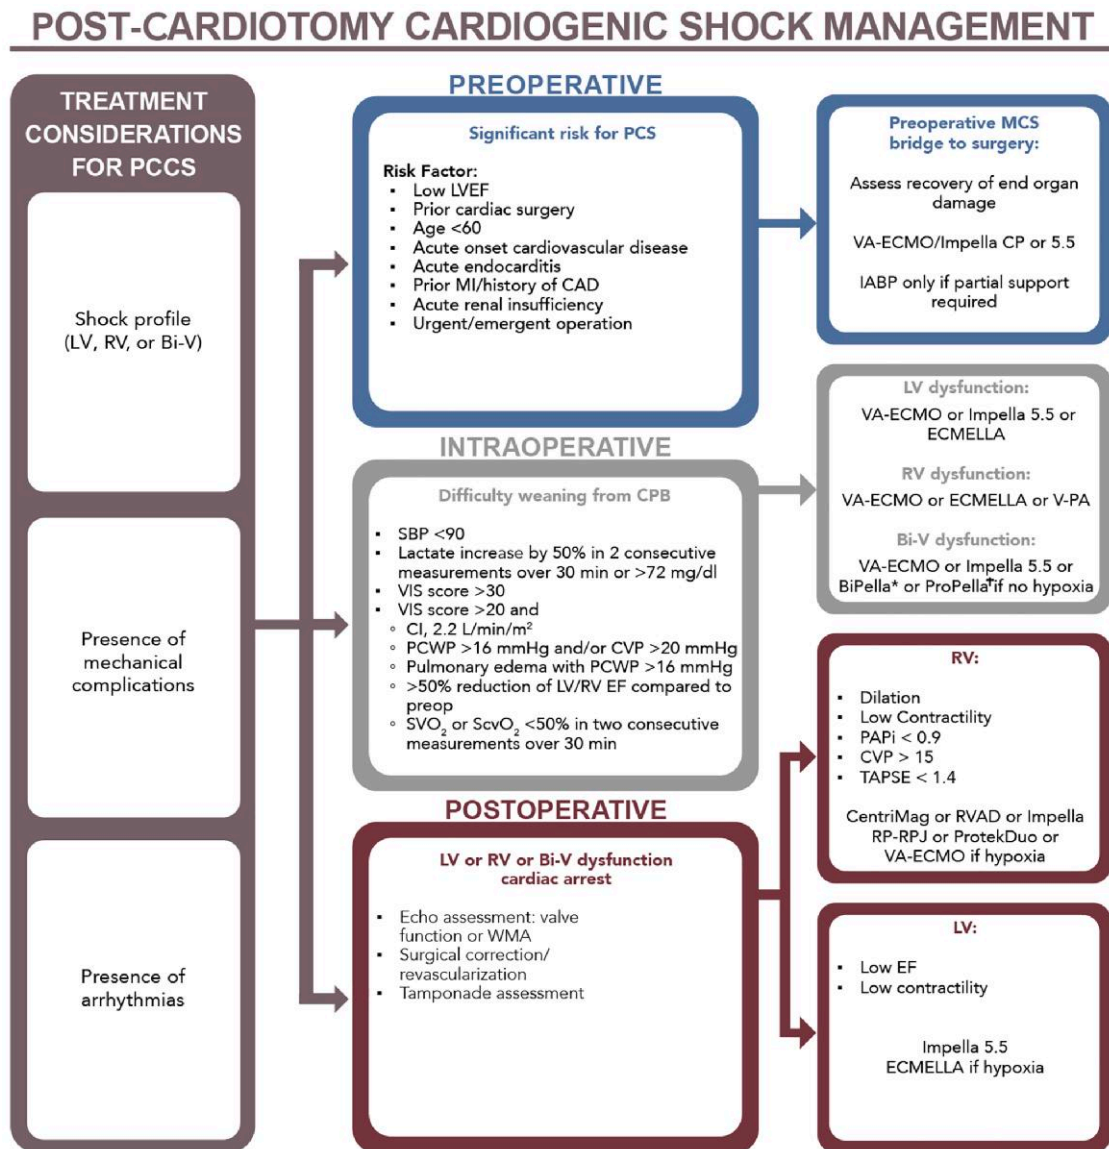 POST-CARDIOTOMY CARDIOGENIC SHOCK MANAGEMENT
TREATMENT
CONSIDERATIONS
FOR PCCS
Shock profile
(LV, RV, or Bi-V)
Presence of
mechanical
complications
Presence of
arrhythmias
PREOPERATIVE
Significant risk for PCS
Risk Factor:
▪ Low LVEF
▪ Prior cardiac surgery
▪ Age <60
▪ Acute onset cardiovascular disease
▪ Acute endocarditis
▪ Prior MI/history of CAD
▪ Acute renal insufficiency
▪ Urgent/emergent operation
Preoperative MCS
bridge to surgery:
Assess recovery of end organ
damage
VA-ECMO/Impella CP or 5.5
IABP only if partial support
required
INTRAOPERATIVE
Difficulty weaning from CPB
▪ SBP <90
▪ Lactate increase by 50% in 2 consecutive
measurements over 30 min or >72 mg/dl
▪ VIS score >30
▪ VIS score >20 and
◦ CI, 2.2 L/min/m²
◦ PCWP >16 mmHg and/or CVP >20 mmHg
◦ Pulmonary edema with PCWP >16 mmHg
◦ >50% reduction of LV/RV EF compared to
preop
◦ SVO₂ or ScvO₂ <50% in two consecutive
measurements over 30 min
LV dysfunction:
VA-ECMO or Impella 5.5 or
ECMELLA
RV dysfunction:
VA-ECMO or ECMELLA or V-PA
Bi-V dysfunction:
VA-ECMO or Impella 5.5 or
BiPella* or ProPella† if no hypoxia
POSTOPERATIVE
LV or RV or Bi-V dysfunction
cardiac arrest
▪ Echo assessment: valve
function or WMA
▪ Surgical correction/
revascularization
▪ Tamponade assessment
RV:
▪ Dilation
▪ Low Contractility
▪ PAPi < 0.9
▪ CVP > 15
▪ TAPSE < 1.4
CentriMag or RVAD or Impella
RP-RPJ or ProtekDuo or
VA-ECMO if hypoxia
LV:
▪ Low EF
▪ Low contractility
Impella 5.5
ECMELLA if hypoxia